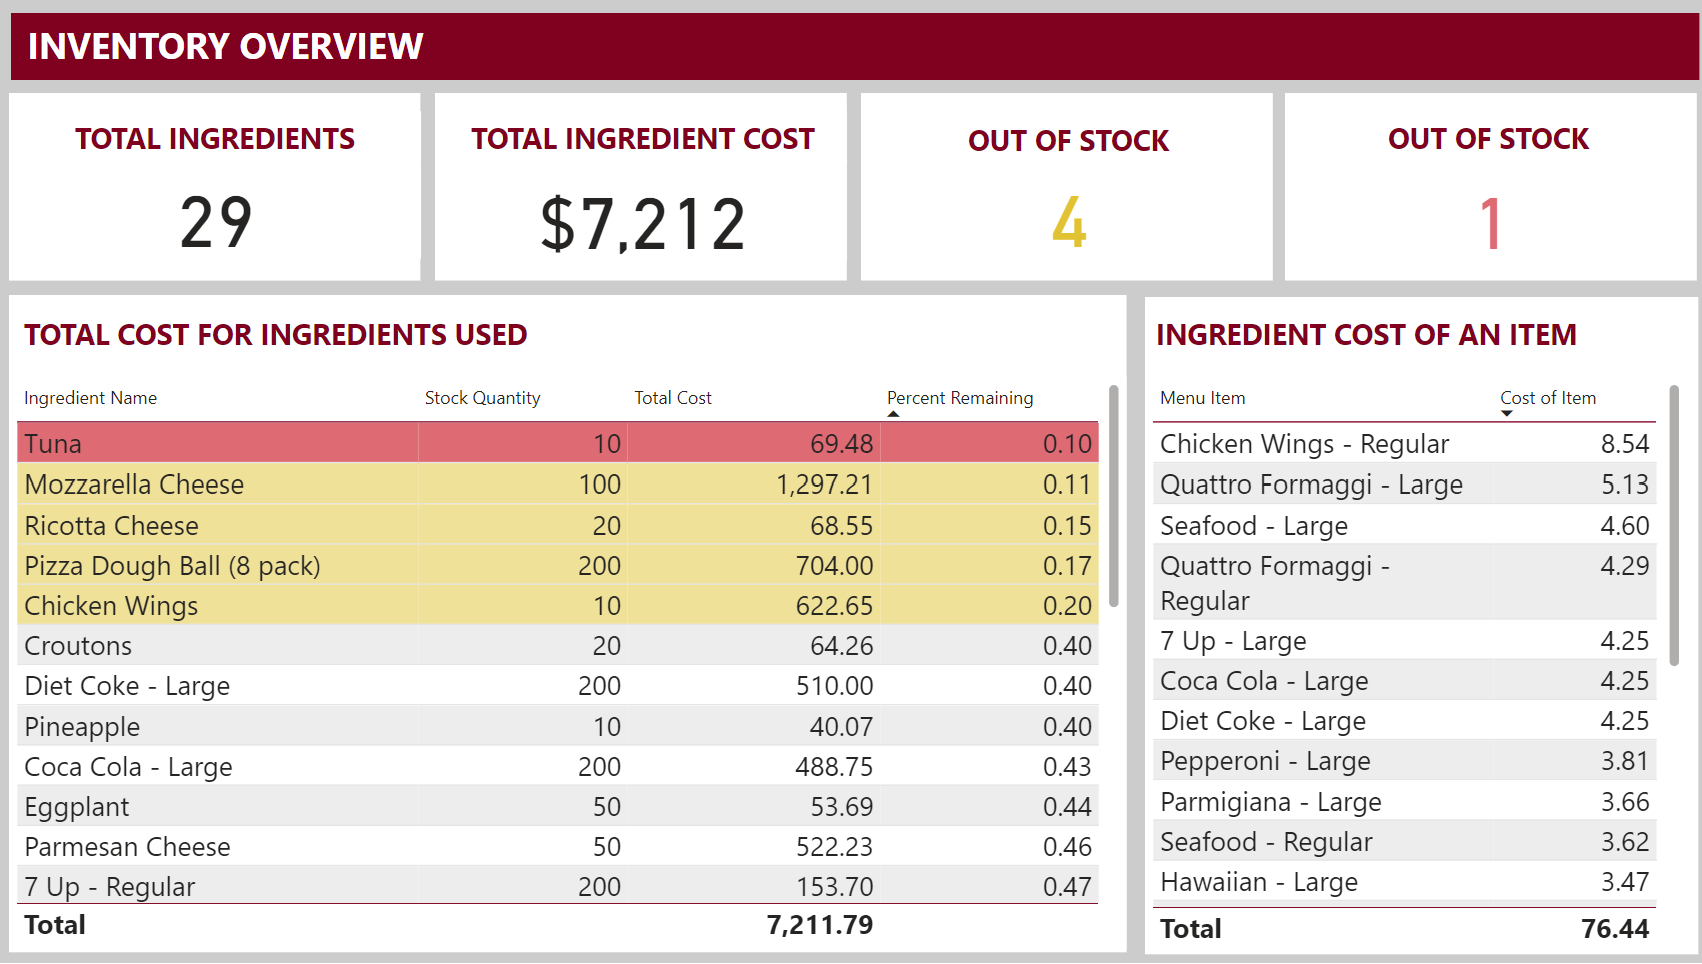 INVENTORY OVERVIEW
TOTAL INGREDIENTS
29
TOTAL INGREDIENT COST
$7,212
OUT OF STOCK
4
OUT OF STOCK
1
TOTAL COST FOR INGREDIENTS USED
Ingredient Name Stock Quantity Total Cost Percent Remaining
Tuna 10 69.48 0.10
Mozzarella Cheese 100 1,297.21 0.11
Ricotta Cheese 20 68.55 0.15
Pizza Dough Ball (8 pack) 200 704.00 0.17
Chicken Wings 10 622.65 0.20
Croutons 20 64.26 0.40
Diet Coke - Large 200 510.00 0.40
Pineapple 10 40.07 0.40
Coca Cola - Large 200 488.75 0.43
Eggplant 50 53.69 0.44
Parmesan Cheese 50 522.23 0.46
7 Up - Regular 200 153.70 0.47
Total 7,211.79
INGREDIENT COST OF AN ITEM
Menu Item Cost of Item
Chicken Wings - Regular 8.54
Quattro Formaggi - Large 5.13
Seafood - Large 4.60
Quattro Formaggi - 4.29
Regular
7 Up - Large 4.25
Coca Cola - Large 4.25
Diet Coke - Large 4.25
Pepperoni - Large 3.81
Parmigiana - Large 3.66
Seafood - Regular 3.62
Hawaiian - Large 3.47
Total 76.44